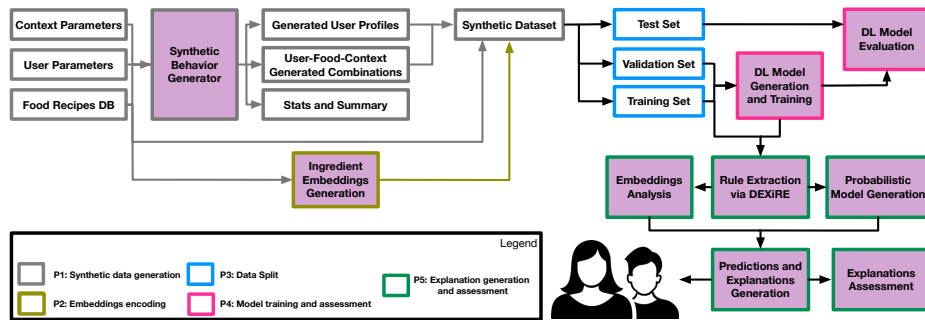 Context Parameters
User Parameters
Food Recipes DB
Synthetic
Behavior
Generator
Generated User Profiles
User-Food-Context
Generated Combinations
Stats and Summary
Synthetic Dataset
Test Set
Validation Set
Training Set
DL Model
Evaluation
DL Model
Generation
and Training
Ingredient
Embeddings
Generation
Embeddings
Analysis
Rule Extraction
via DEXiRE
Probabilistic
Model Generation
Predictions and
Explanations
Generation
Explanations
Assessment
Legend
P1: Synthetic data generation
P2: Embeddings encoding
P3: Data Split
P4: Model training and assessment
P5: Explanation generation
and assessment